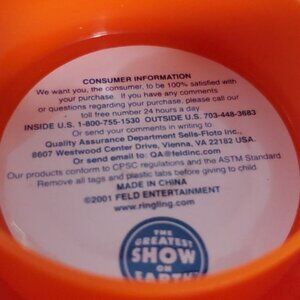 CONSUMER INFORMATION
We want you, the consumer, to be 100% satisfied with
your purchase. If you have any comments
or questions regarding your purchase, please call our
toll free number 24 hours a day
INSIDE U.S. 1-800-755-1530 OUTSIDE U.S. 703-448-3683
Or send your comments in writing to:
Quality Assurance Department Sells-Floto Inc.,
8607 Westwood Center Drive, Vienna, VA 22182 USA.
Or send email to: QA@feldinc.com
Our products conform to CPSC regulations and the ASTM Standard.
Remove all tags and plastic tabs before giving to child.
MADE IN CHINA
©2001 FELD ENTERTAINMENT
www.ringling.com
THE
GREATEST
SHOW
ON
EARTH